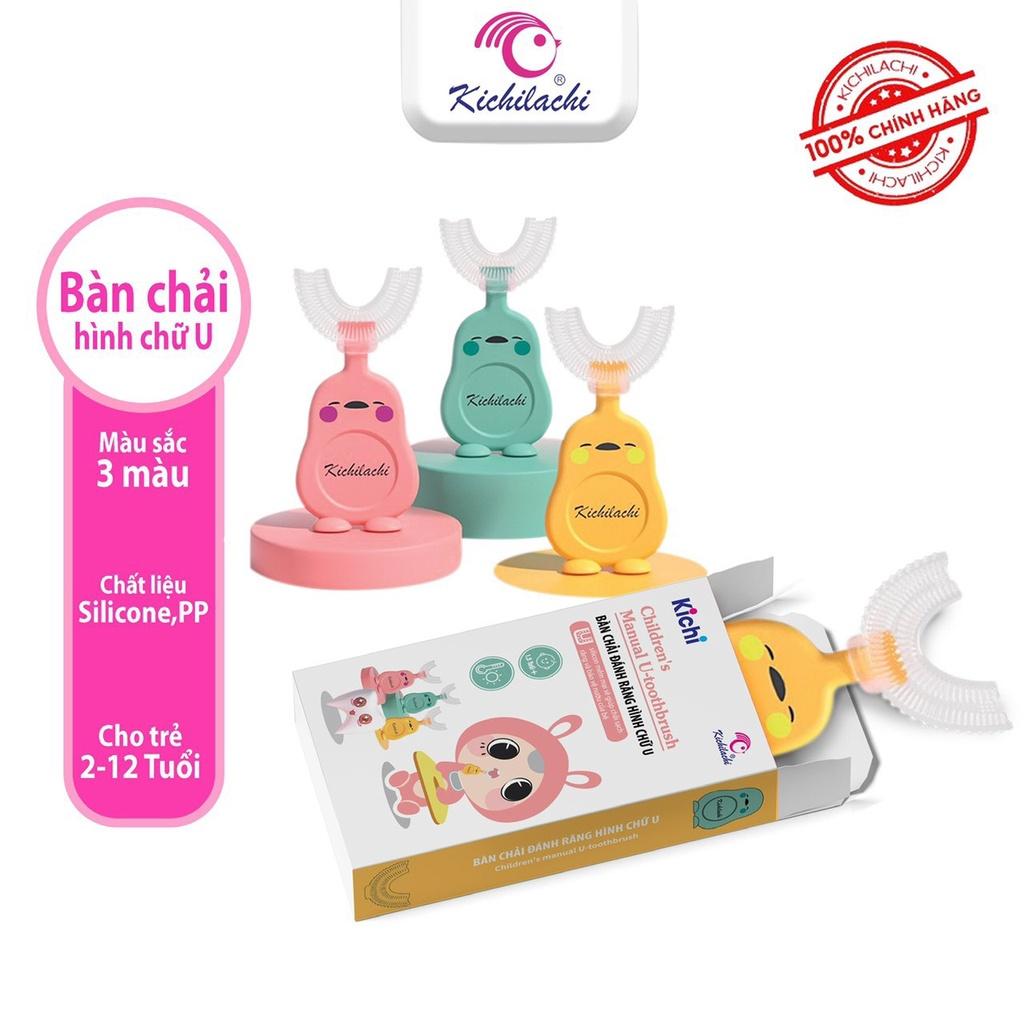 Kichilachi
®
KICHILACHI
100% CHÍNH HÃNG
KICHILACHI
Bàn chải
hình chữ U
Màu sắc
3 màu
Chất liệu
Silicone,PP
Cho trẻ
2-12 Tuổi
Kichilachi
Kichilachi
Kichilachi
Kichi
Children's
Manual U-toothbrush
BÀN CHẢI ĐÁNH RĂNG HÌNH CHỮ U
Kichilachi
BÀN CHẢI ĐÁNH RĂNG HÌNH CHỮ U
Children's manual U-toothbrush